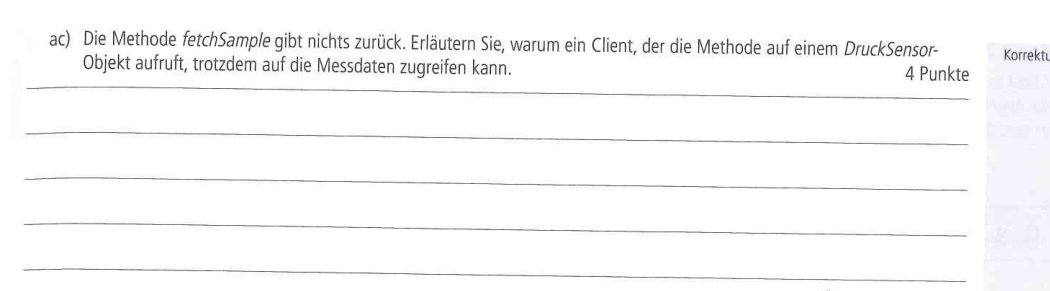 ac) Die Methode fetchSample gibt nichts zurück. Erläutern Sie, warum ein Client, der die Methode auf einem DruckSensor-
Objekt aufruft, trotzdem auf die Messdaten zugreifen kann.
4 Punkte
Korrektu